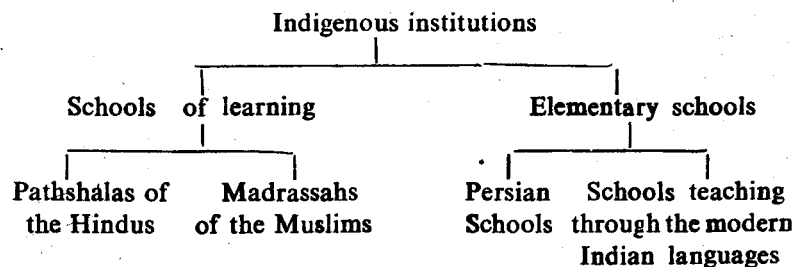 Indigenous institutions
Schools of learning
Elementary schools
Pathshalas of
the Hindus
Madrassahs
of the Muslims
Persian
Schools
Schools teaching
through the modern
Indian languages